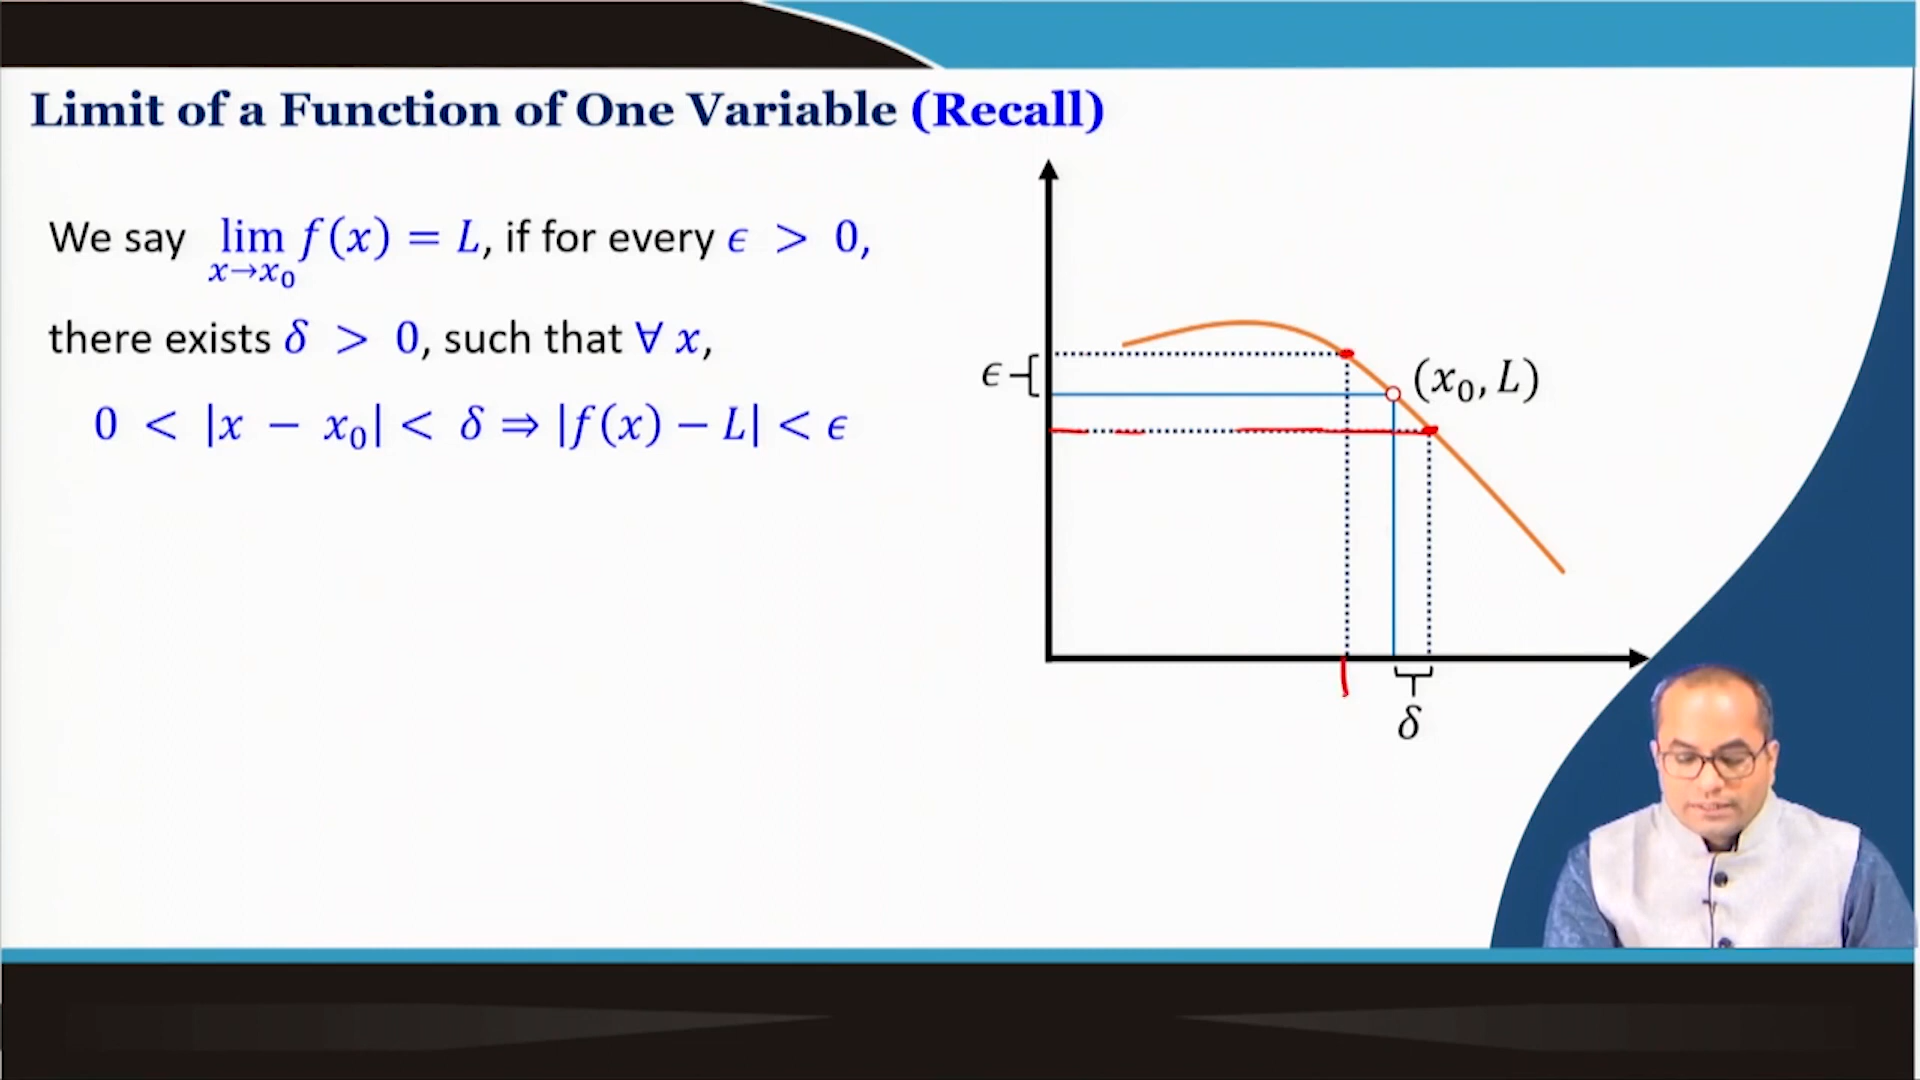 Limit of a Function of One Variable (Recall)
We say lim f(x) = L, if for every ϵ > 0,
x→x₀
there exists δ > 0, such that ∀ x,
0 < |x − x₀| < δ ⇒ |f(x) − L| < ϵ
ϵ
(x₀, L)
δ